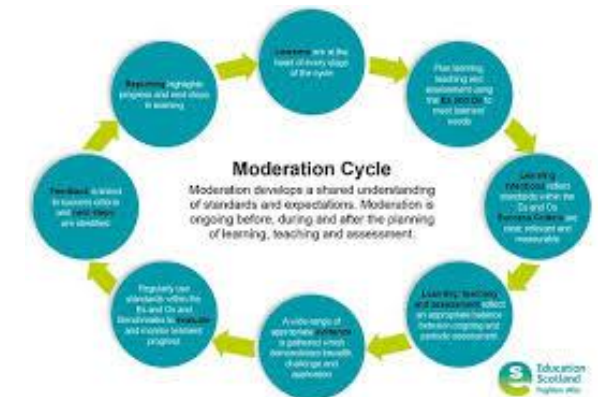 Learners are at the
heart of every stage
of the cycle
Plan learning,
teaching and
assessment using
the Es and Os to
meet learners'
needs
Learning
Intentions reflect
standards within the
Es and Os
Success Criteria are
clear, relevant and
measurable
Learning, teaching
and assessment reflect
an appropriate balance
between ongoing and
periodic assessment
A wide range of
appropriate evidence
is gathered which
demonstrates breadth,
challenge and
application
Regularly use
standards within the
Es and Os and
Benchmarks to evaluate
and monitor learners'
progress
Feedback is linked
to success criteria
and next steps
are identified
Reporting highlights
progress and next steps
in learning
Moderation Cycle
Moderation develops a shared understanding
of standards and expectations. Moderation is
ongoing before, during and after the planning
of learning, teaching and assessment.
Education
Scotland
Foghlam Alba